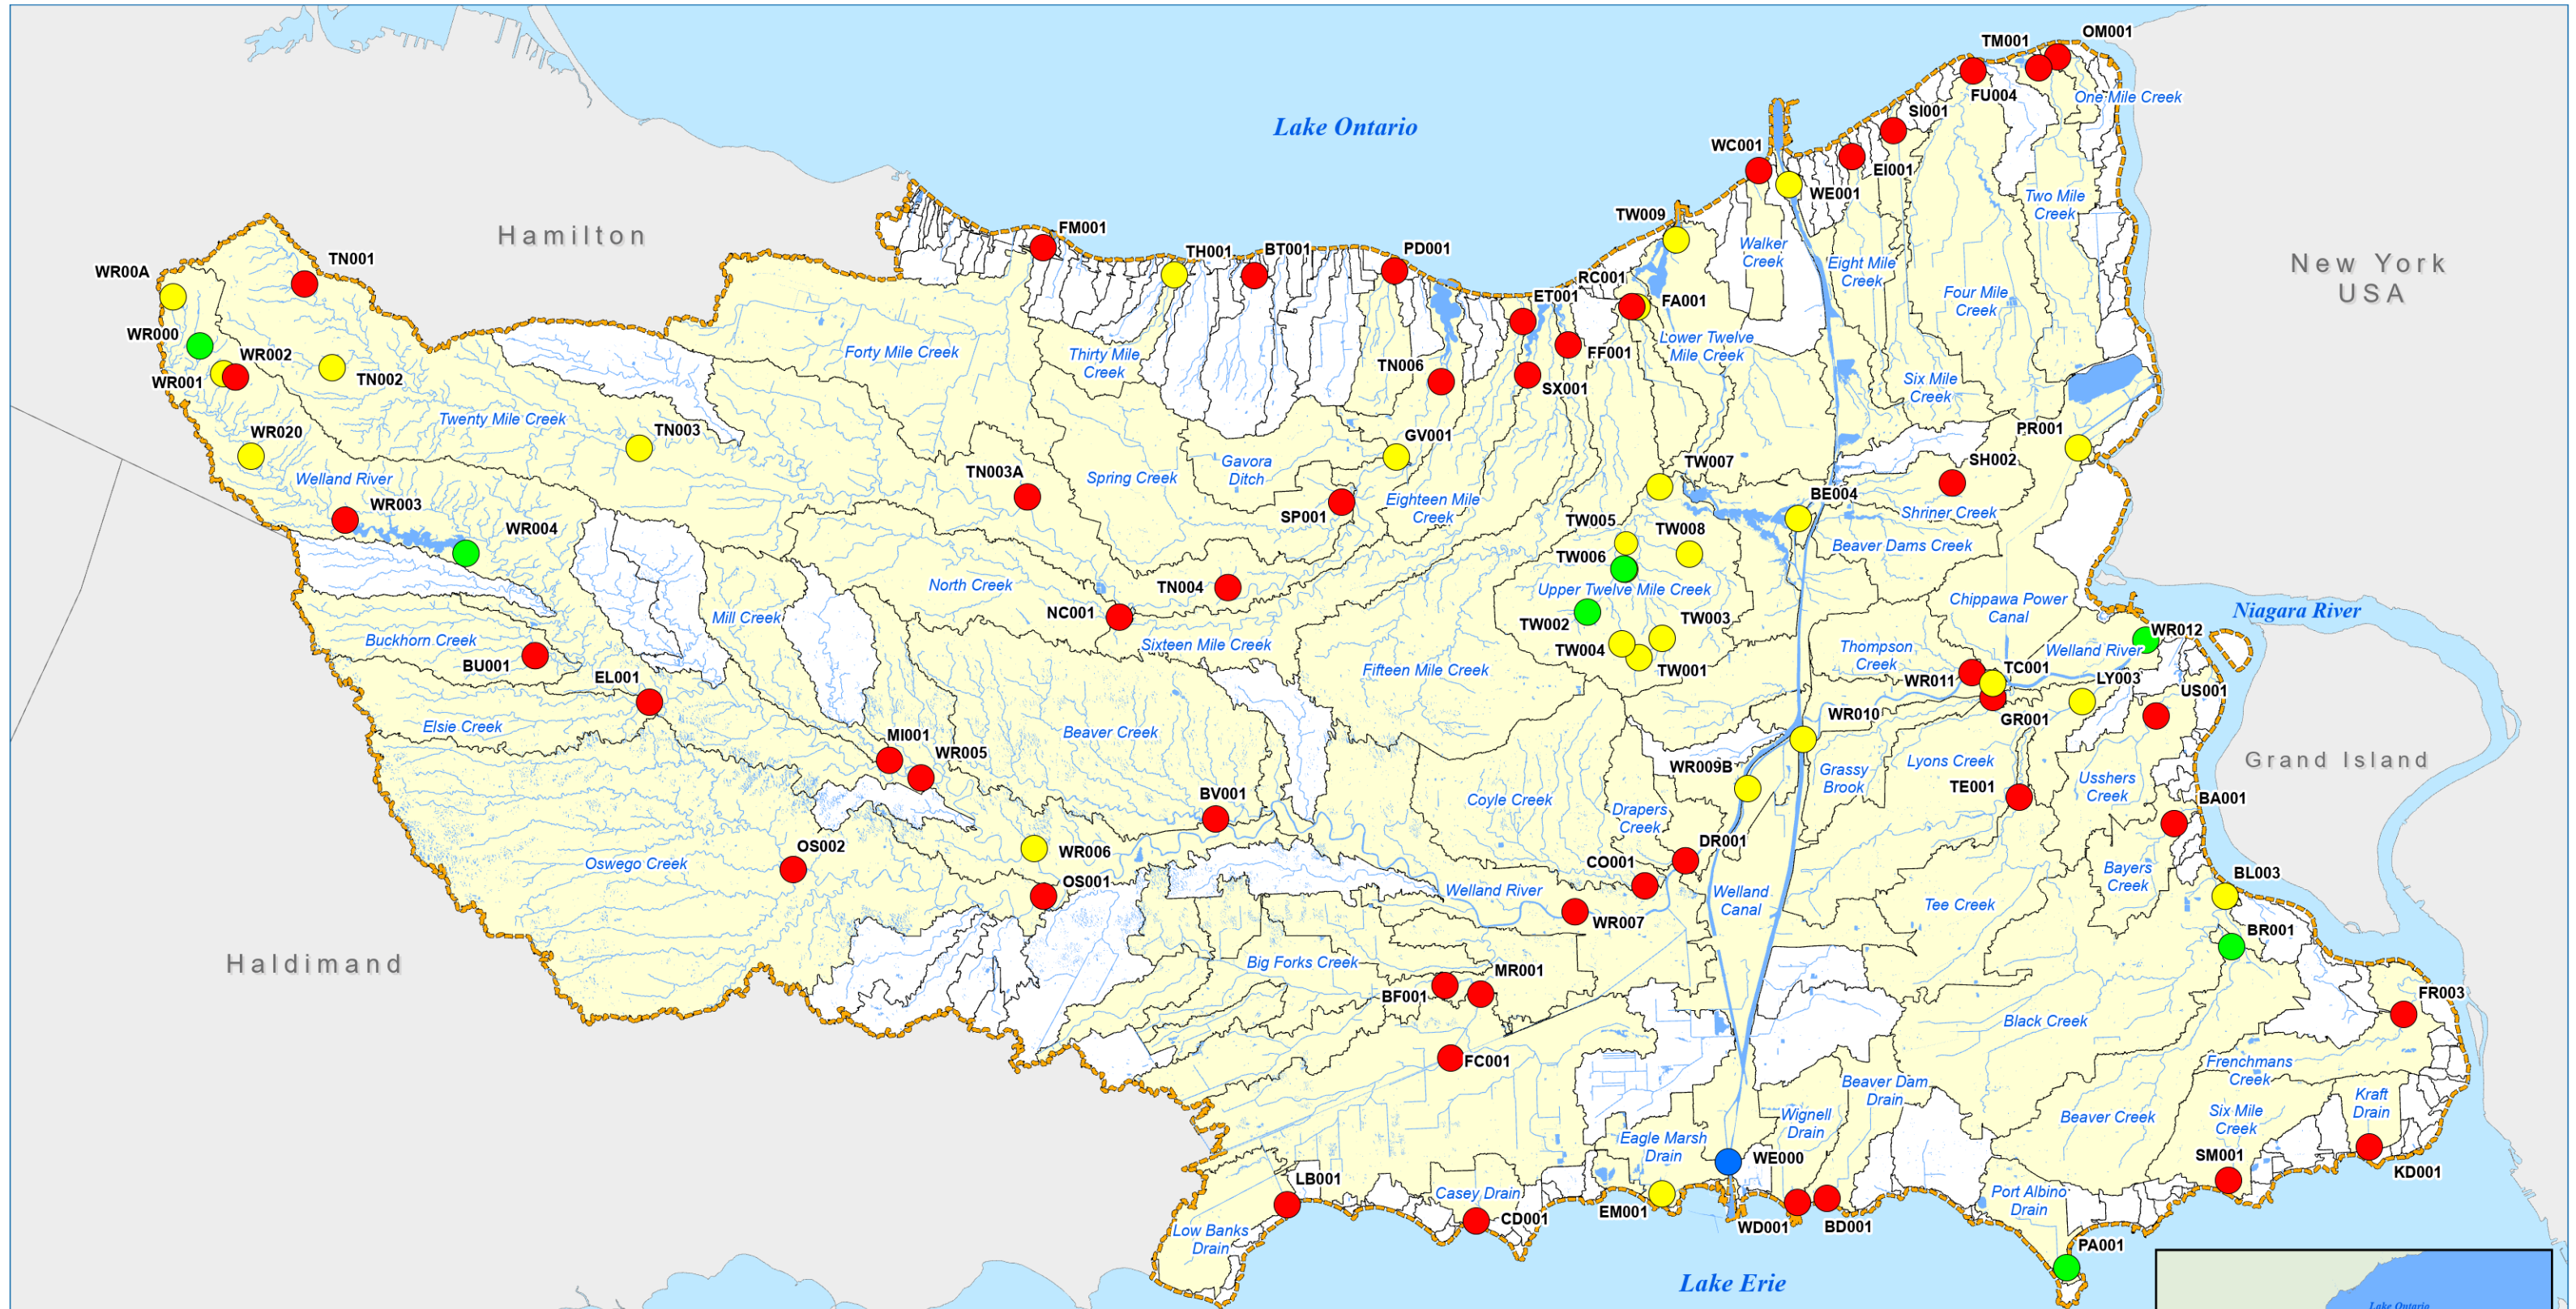 OM001
TM001
FU004
One Mile Creek
SI001
Lake Ontario
WC001
EI001
WE001
Two Mile
Creek
TW009
FM001
Hamilton
TH001
BT001
PD001
Walker
Creek
Eight Mile
Creek
New York
USA
TN001
WR00A
RC001
ET001
FA001
Four Mile
Creek
WR000
WR002
WR001
TN002
Forty Mile Creek
Thirty Mile
Creek
TN006
FF001
SX001
Lower Twelve
Mile Creek
Six Mile
Creek
Twenty Mile Creek
TN003
WR020
GV001
PR001
Welland River
WR003
TN003A
Spring Creek
Gavora
Ditch
SP001
Eighteen Mile
Creek
TW007
SH002
BE004
Shriner Creek
WR004
TW005
TW008
TW006
Beaver Dams Creek
North Creek
TN004
NC001
Upper Twelve Mile Creek
TW002
TW003
TW004
TW001
Chippawa Power
Canal
Niagara River
Mill Creek
Buckhorn Creek
BU001
Sixteen Mile Creek
Fifteen Mile Creek
Thompson
Creek
Welland River
WR012
EL001
WR011
TC001
LY003
US001
Elsie Creek
MI001
WR005
Beaver Creek
WR010
GR001
Grand Island
WR009B
Grassy
Brook
Lyons Creek
TE001
Usshers
Creek
BA001
BV001
Coyle Creek
Drapers
Creek
OS002
Oswego Creek
WR006
OS001
CO001
DR001
Welland River
WR007
Welland
Canal
Tee Creek
Bayers
Creek
BL003
BR001
Haldimand
Big Forks Creek
MR001
BF001
FR003
Black Creek
FC001
Frenchmans
Creek
Beaver Dam
Drain
Wignell
Drain
Beaver Creek
Six Mile
Creek
Kraft
Drain
Eagle Marsh
Drain
WE000
SM001
KD001
LB001
Casey Drain
CD001
EM001
WD001
BD001
Port Albino
Drain
Low Banks
Drain
PA001
Lake Erie
Lake Ontario